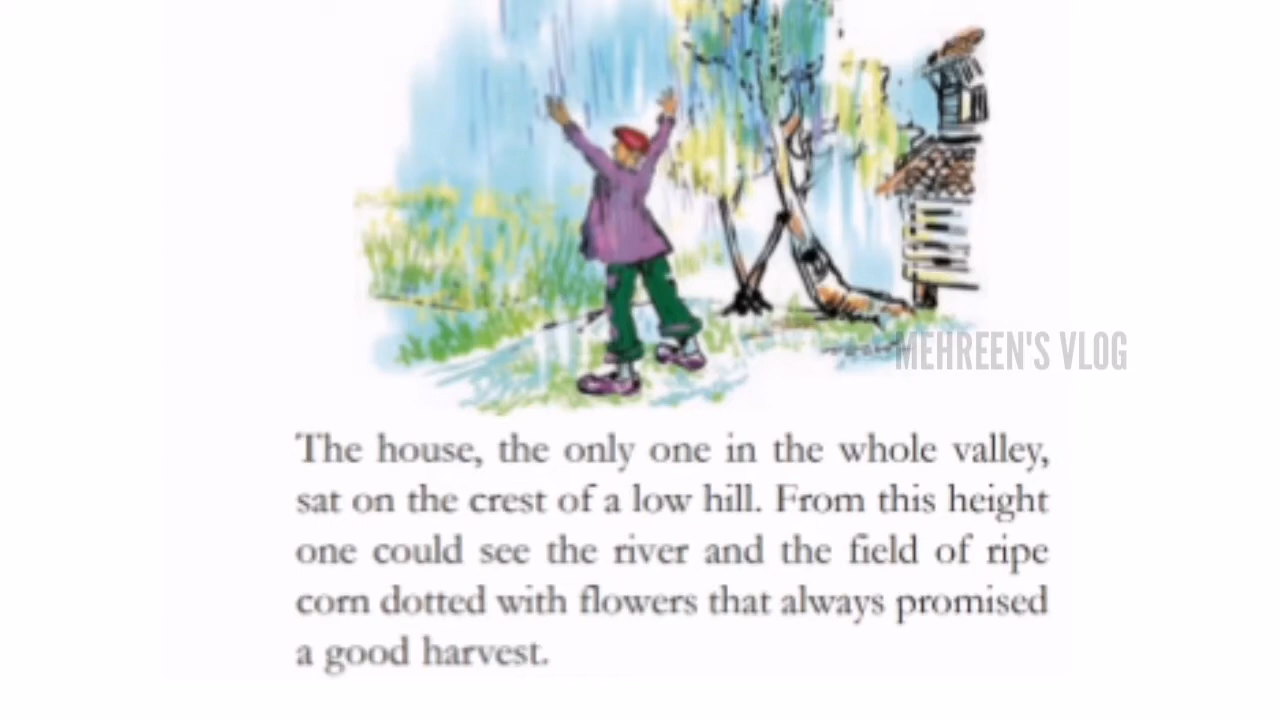 MEHREEN'S VLOG
The house, the only one in the whole valley,
sat on the crest of a low hill. From this height
one could see the river and the field of ripe
corn dotted with flowers that always promised
a good harvest.